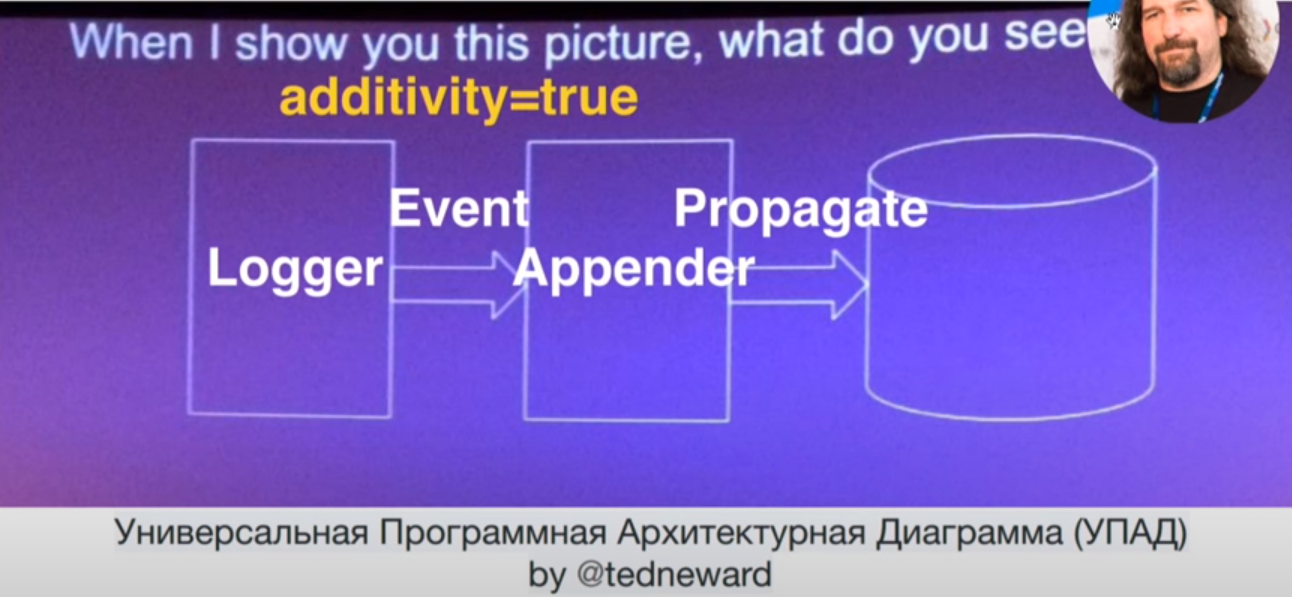 When I show you this picture, what do you see
additivity=true
Event
Propagate
Logger
Appender
Универсальная Программная Архитектурная Диаграмма (УПАД)
by @tedneward